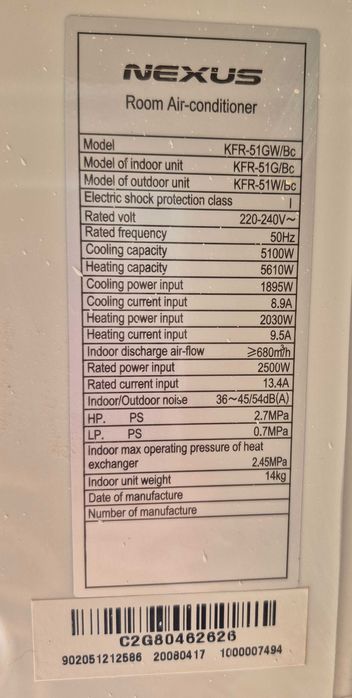 NEXUS
Room Air-conditioner
Model KFR-51GW/Bc
Model of indoor unit KFR-51G/Bc
Model of outdoor unit KFR-51W/Bc
Electric shock protection class I
Rated volt 220-240V～
Rated frequency 50Hz
Cooling capacity 5100W
Heating capacity 5610W
Cooling power input 1895W
Cooling current input 8.9A
Heating power input 2030W
Heating current input 9.5A
Indoor discharge air-flow ≥680m³/h
Rated power input 2500W
Rated current input 13.4A
Indoor/Outdoor noise 36～45/54dB(A)
HP. PS 2.7MPa
LP. PS 0.7MPa
Indoor max operating pressure of heat
exchanger 2.45MPa
Indoor unit weight 14kg
Date of manufacture
Number of manufacture
C2G80462626
902051212586 20080417 1000007494